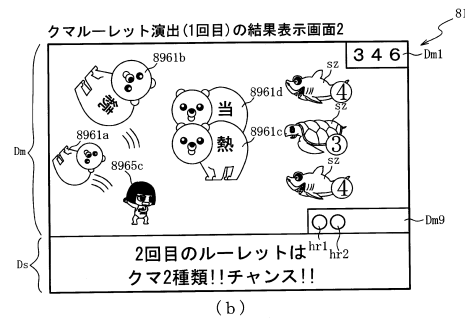 クマルーレット演出(1回目)の結果表示画面2
81
346
Dm1
8961b
続
sz
4
8961d
当
sz
8961a
8961c
熱
3
Dm
8965c
sz
4
Dm9
hr1
hr2
Ds
2回目のルーレットは
クマ2種類!!チャンス!!
(b)